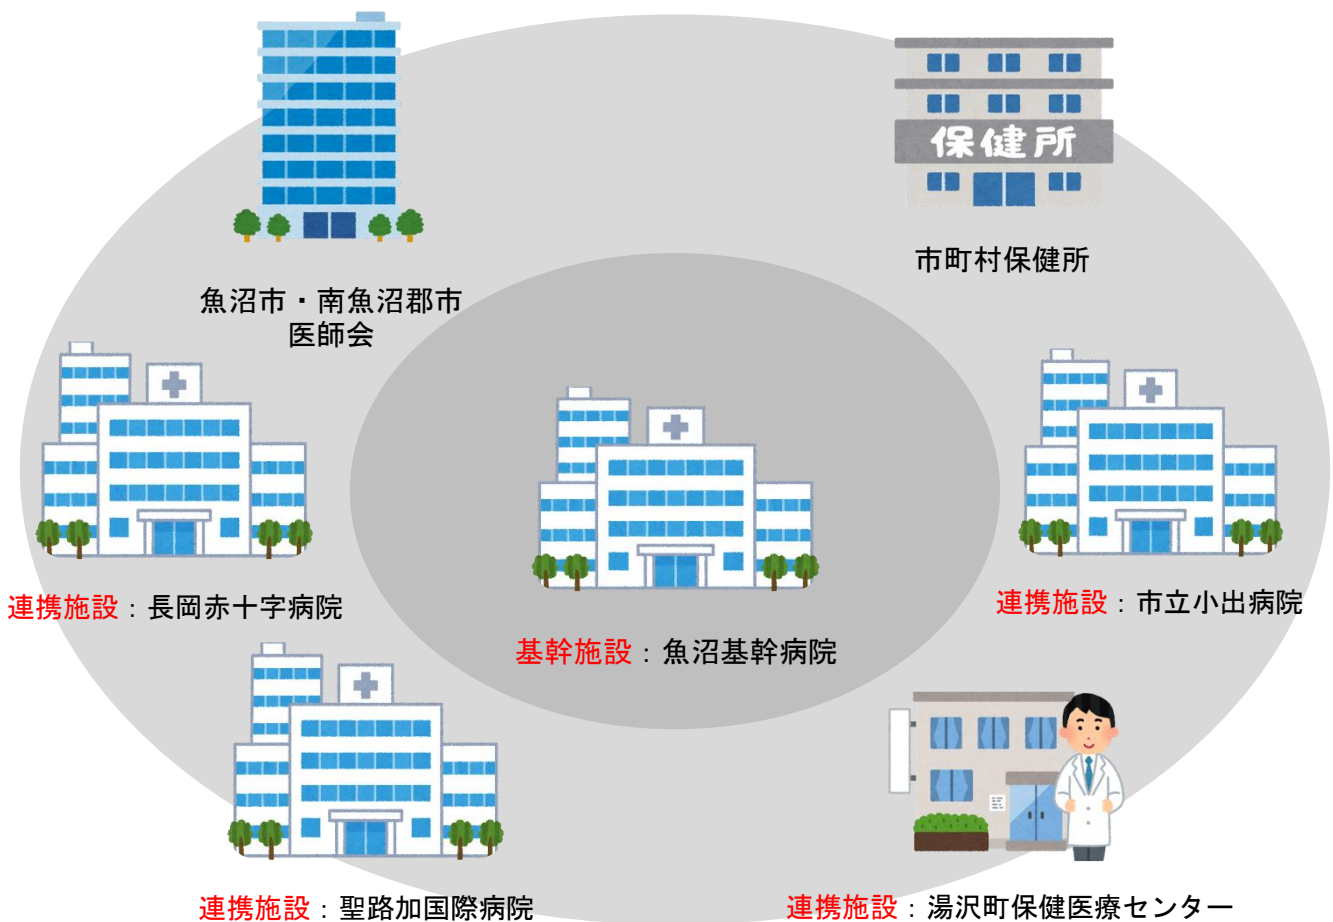 保健所
市町村保健所
魚沼市・南魚沼郡市
医師会
連携施設：長岡赤十字病院
連携施設：市立小出病院
基幹施設：魚沼基幹病院
連携施設：聖路加国際病院
連携施設：湯沢町保健医療センター